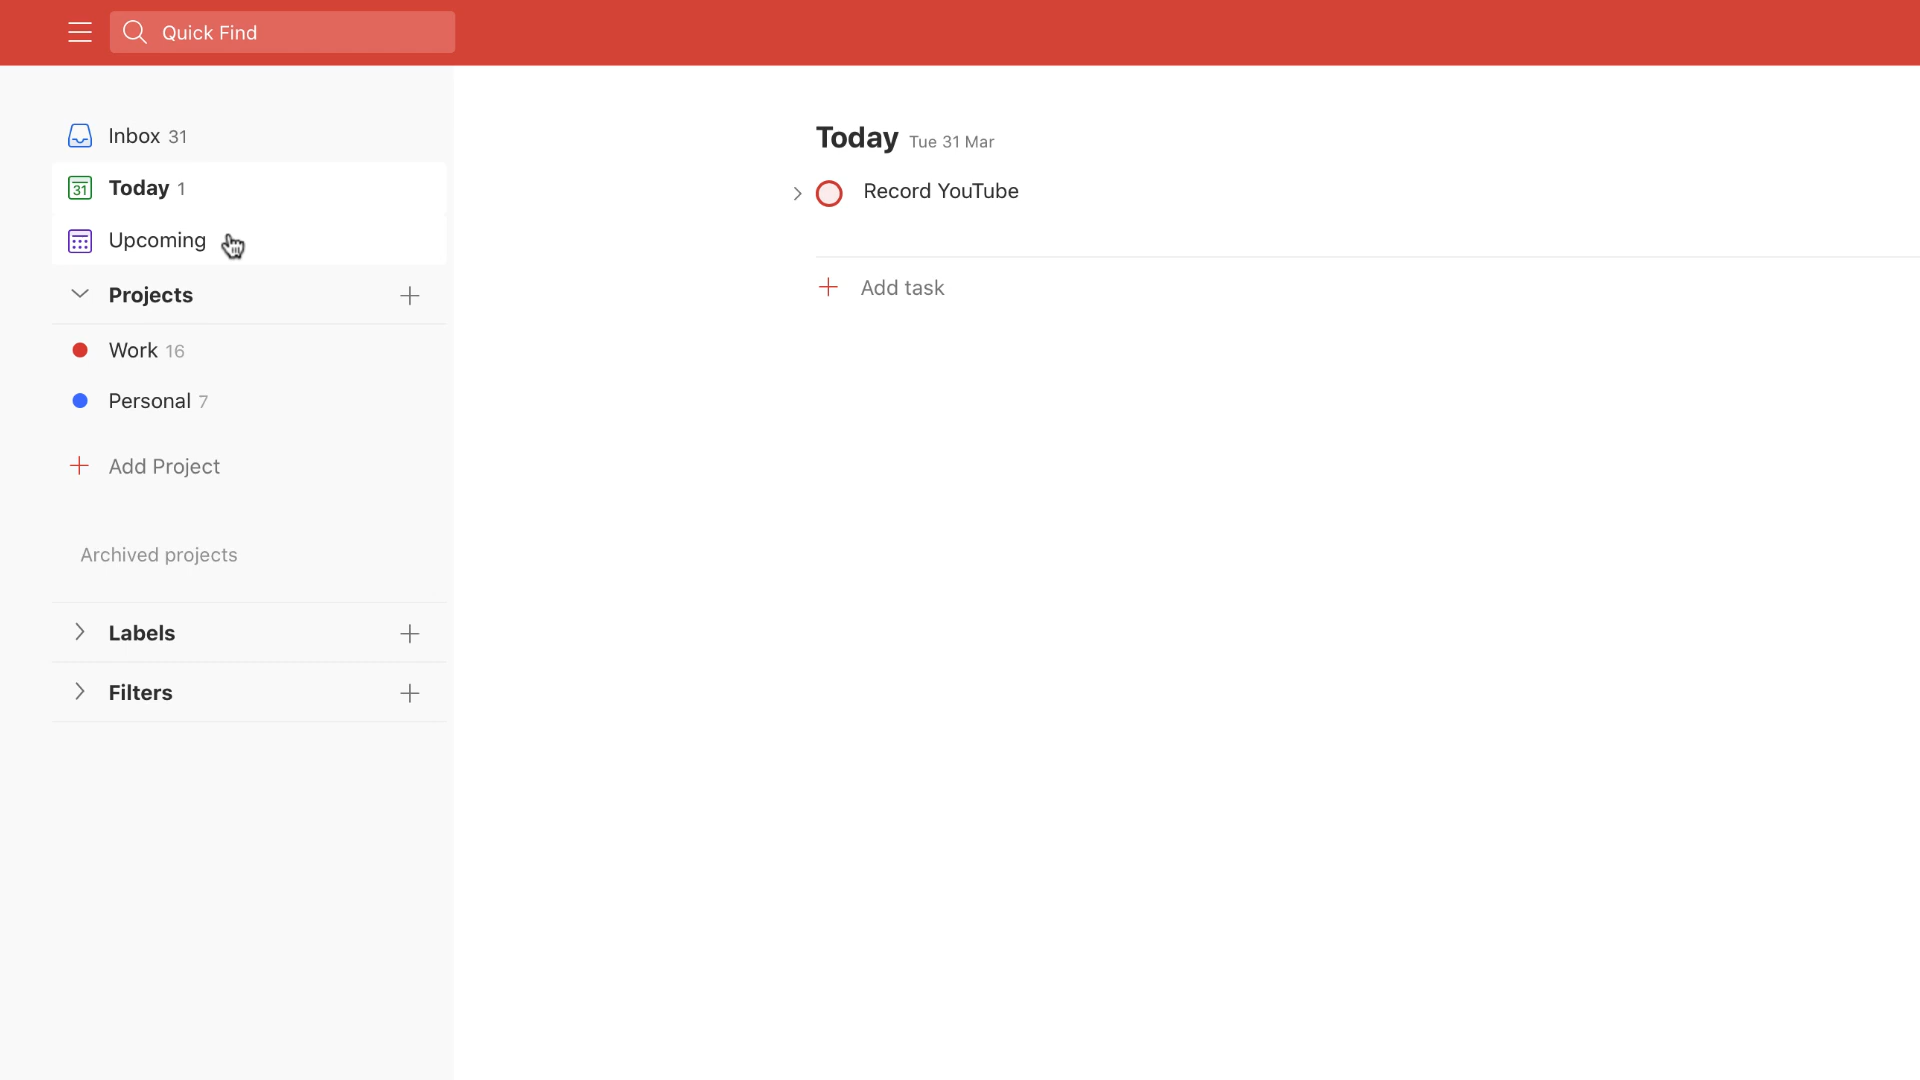 Quick Find
Inbox 31
31 Today 1
Upcoming
Projects
Work 16
Personal 7
Add Project
Archived projects
Labels
Filters
Today Tue 31 Mar
Record YouTube
Add task